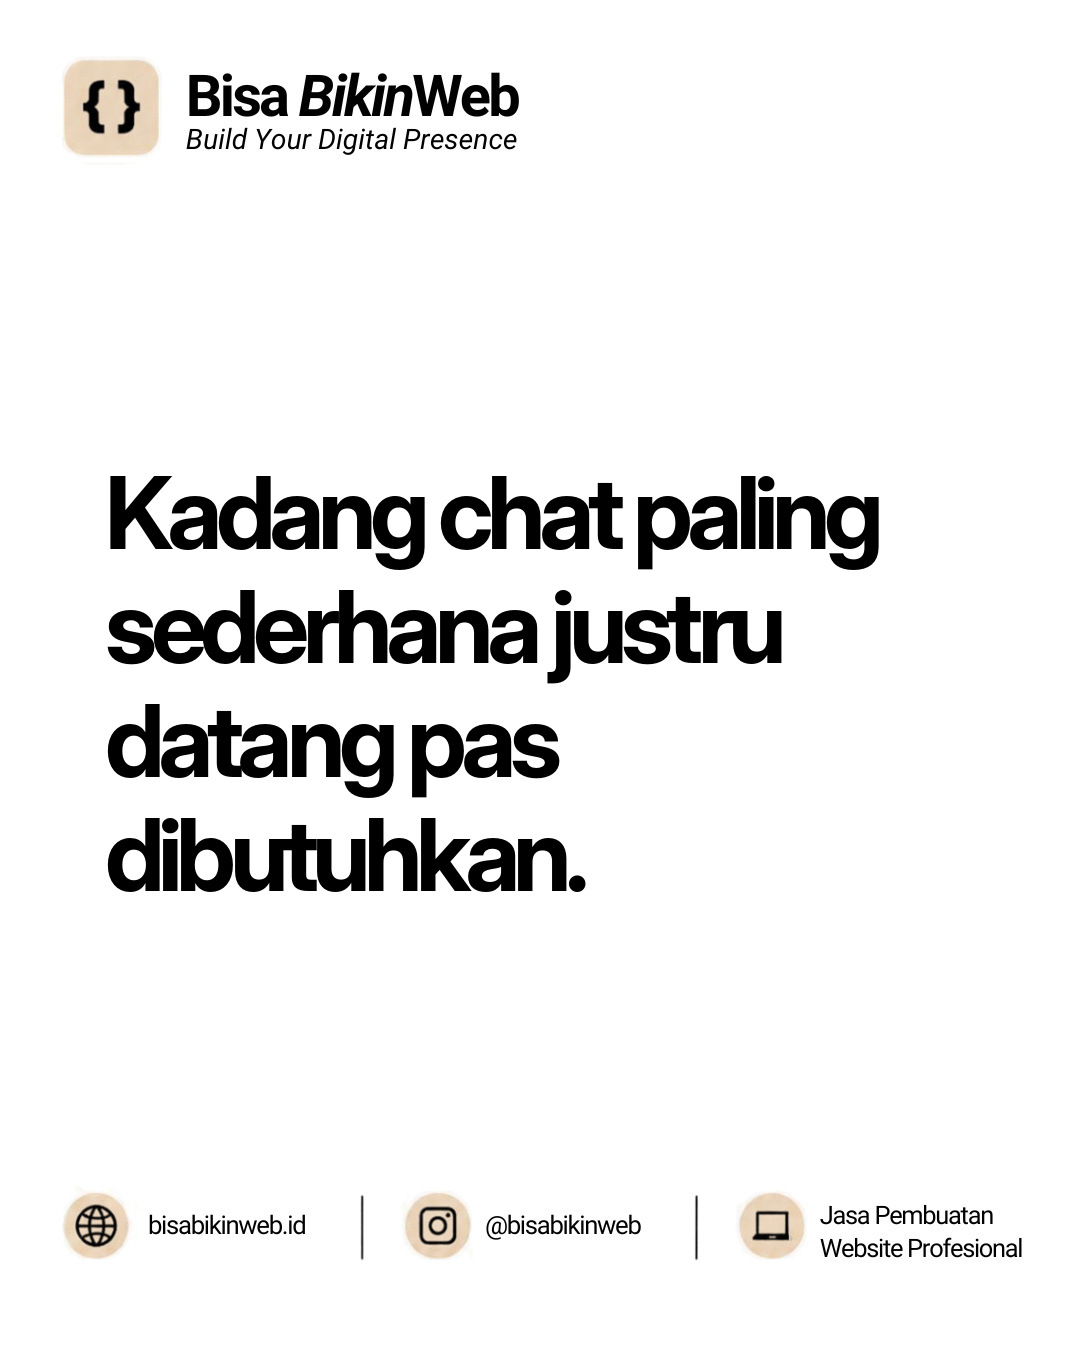 Bisa BikinWeb
Build Your Digital Presence
Kadang chat paling
sederhana justru
datang pas
dibutuhkan.
bisabikinweb.id
@bisabikinweb
Jasa Pembuatan
Website Profesional